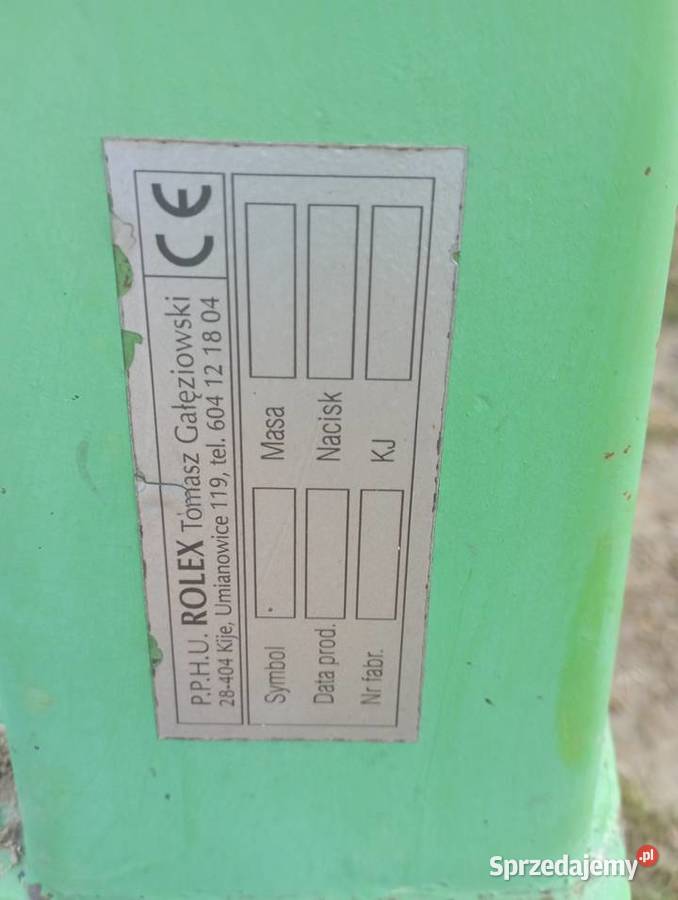 P.P.H.U. ROLEX Tomasz Gałęziowski
28-404 Kije, Umianowice 119, tel. 604 12 18 04
CE
Symbol
Masa
Data prod.
Nacisk
Nr fabr.
KJ
Sprzedajemy.pl